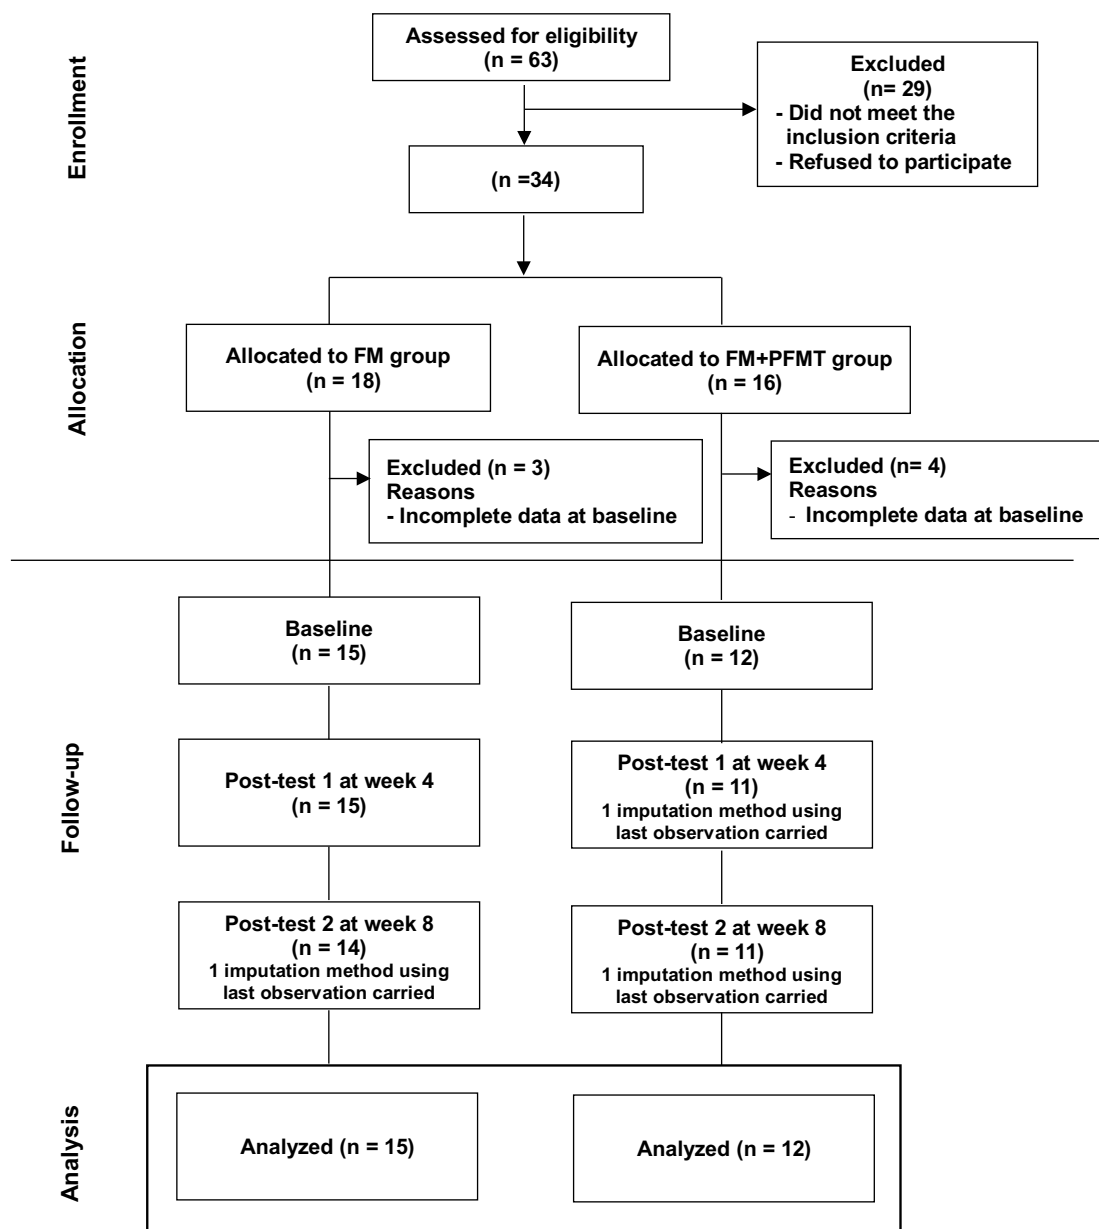 Enrollment
Assessed for eligibility
(n = 63)
Excluded
(n= 29)
- Did not meet the
inclusion criteria
- Refused to participate
(n =34)
Allocation
Allocated to FM group
(n = 18)
Allocated to FM+PFMT group
(n = 16)
Excluded (n = 3)
Reasons
- Incomplete data at baseline
Excluded (n= 4)
Reasons
- Incomplete data at baseline
Follow-up
Baseline
(n = 15)
Baseline
(n = 12)
Post-test 1 at week 4
(n = 15)
Post-test 1 at week 4
(n = 11)
1 imputation method using
last observation carried
Post-test 2 at week 8
(n = 14)
1 imputation method using
last observation carried
Post-test 2 at week 8
(n = 11)
1 imputation method using
last observation carried
Analysis
Analyzed (n = 15)
Analyzed (n = 12)